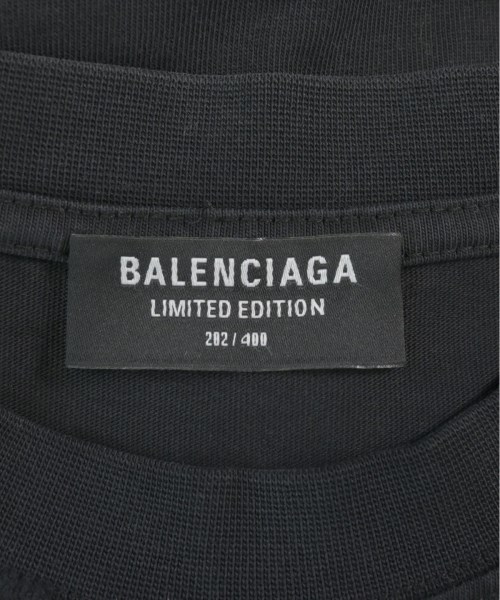 BALENCIAGA
LIMITED EDITION
202 / 400